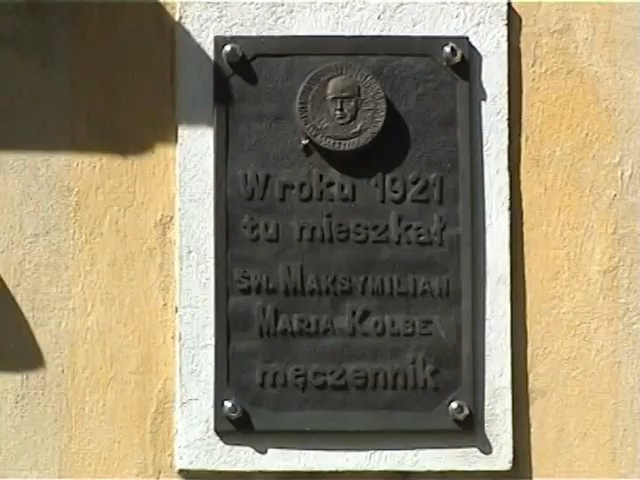 W roku 1921
tu mieszkał
ŚW. MAKSYMILIAN
MARJA KOLBE
męczennik